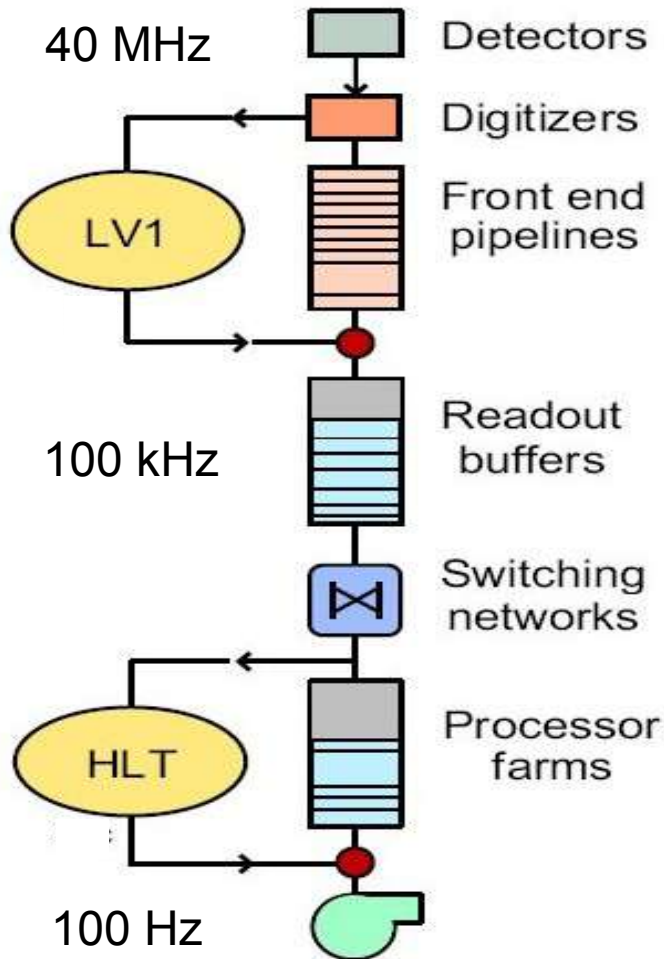 40 MHz
Detectors
Digitizers
LV1
Front end
pipelines
100 kHz
Readout
buffers
Switching
networks
HLT
Processor
farms
100 Hz